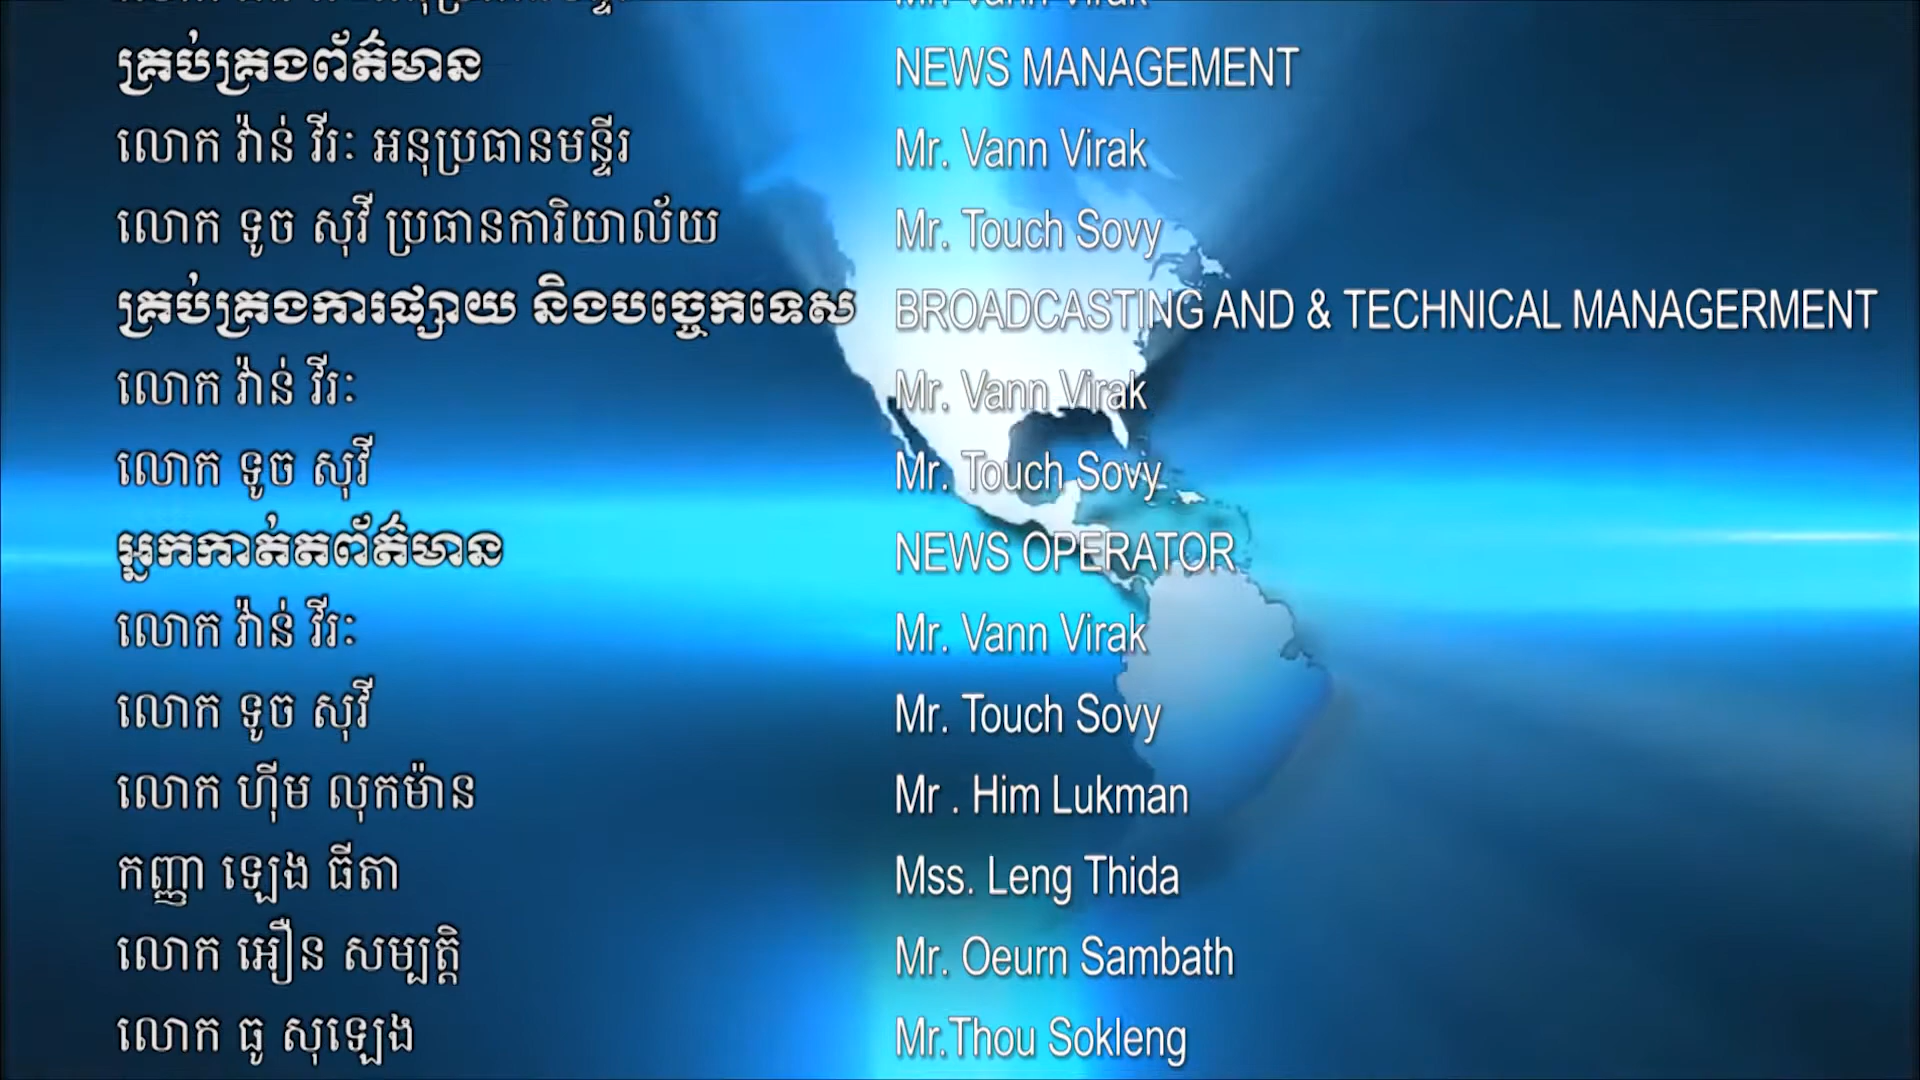 Mr. Vann Virak
គ្រប់គ្រងព័ត៌មាន NEWS MANAGEMENT
លោក វ៉ាន់ វីរៈ អនុប្រធានមន្ទីរ Mr. Vann Virak
លោក ទូច សុវី ប្រធានការិយាល័យ Mr. Touch Sovy
គ្រប់គ្រងការផ្សាយ និងបច្ចេកទេស BROADCASTING AND & TECHNICAL MANAGERMENT
លោក វ៉ាន់ វីរៈ Mr. Vann Virak
លោក ទូច សុវី Mr. Touch Sovy
អ្នកកាត់តព័ត៌មាន NEWS OPERATOR
លោក វ៉ាន់ វីរៈ Mr. Vann Virak
លោក ទូច សុវី Mr. Touch Sovy
លោក ហ៊ីម លុកម៉ាន Mr . Him Lukman
កញ្ញា ឡេង ធីតា Mss. Leng Thida
លោក អឿន សម្បត្តិ Mr. Oeurn Sambath
លោក ធូ សុឡេង Mr.Thou Sokleng